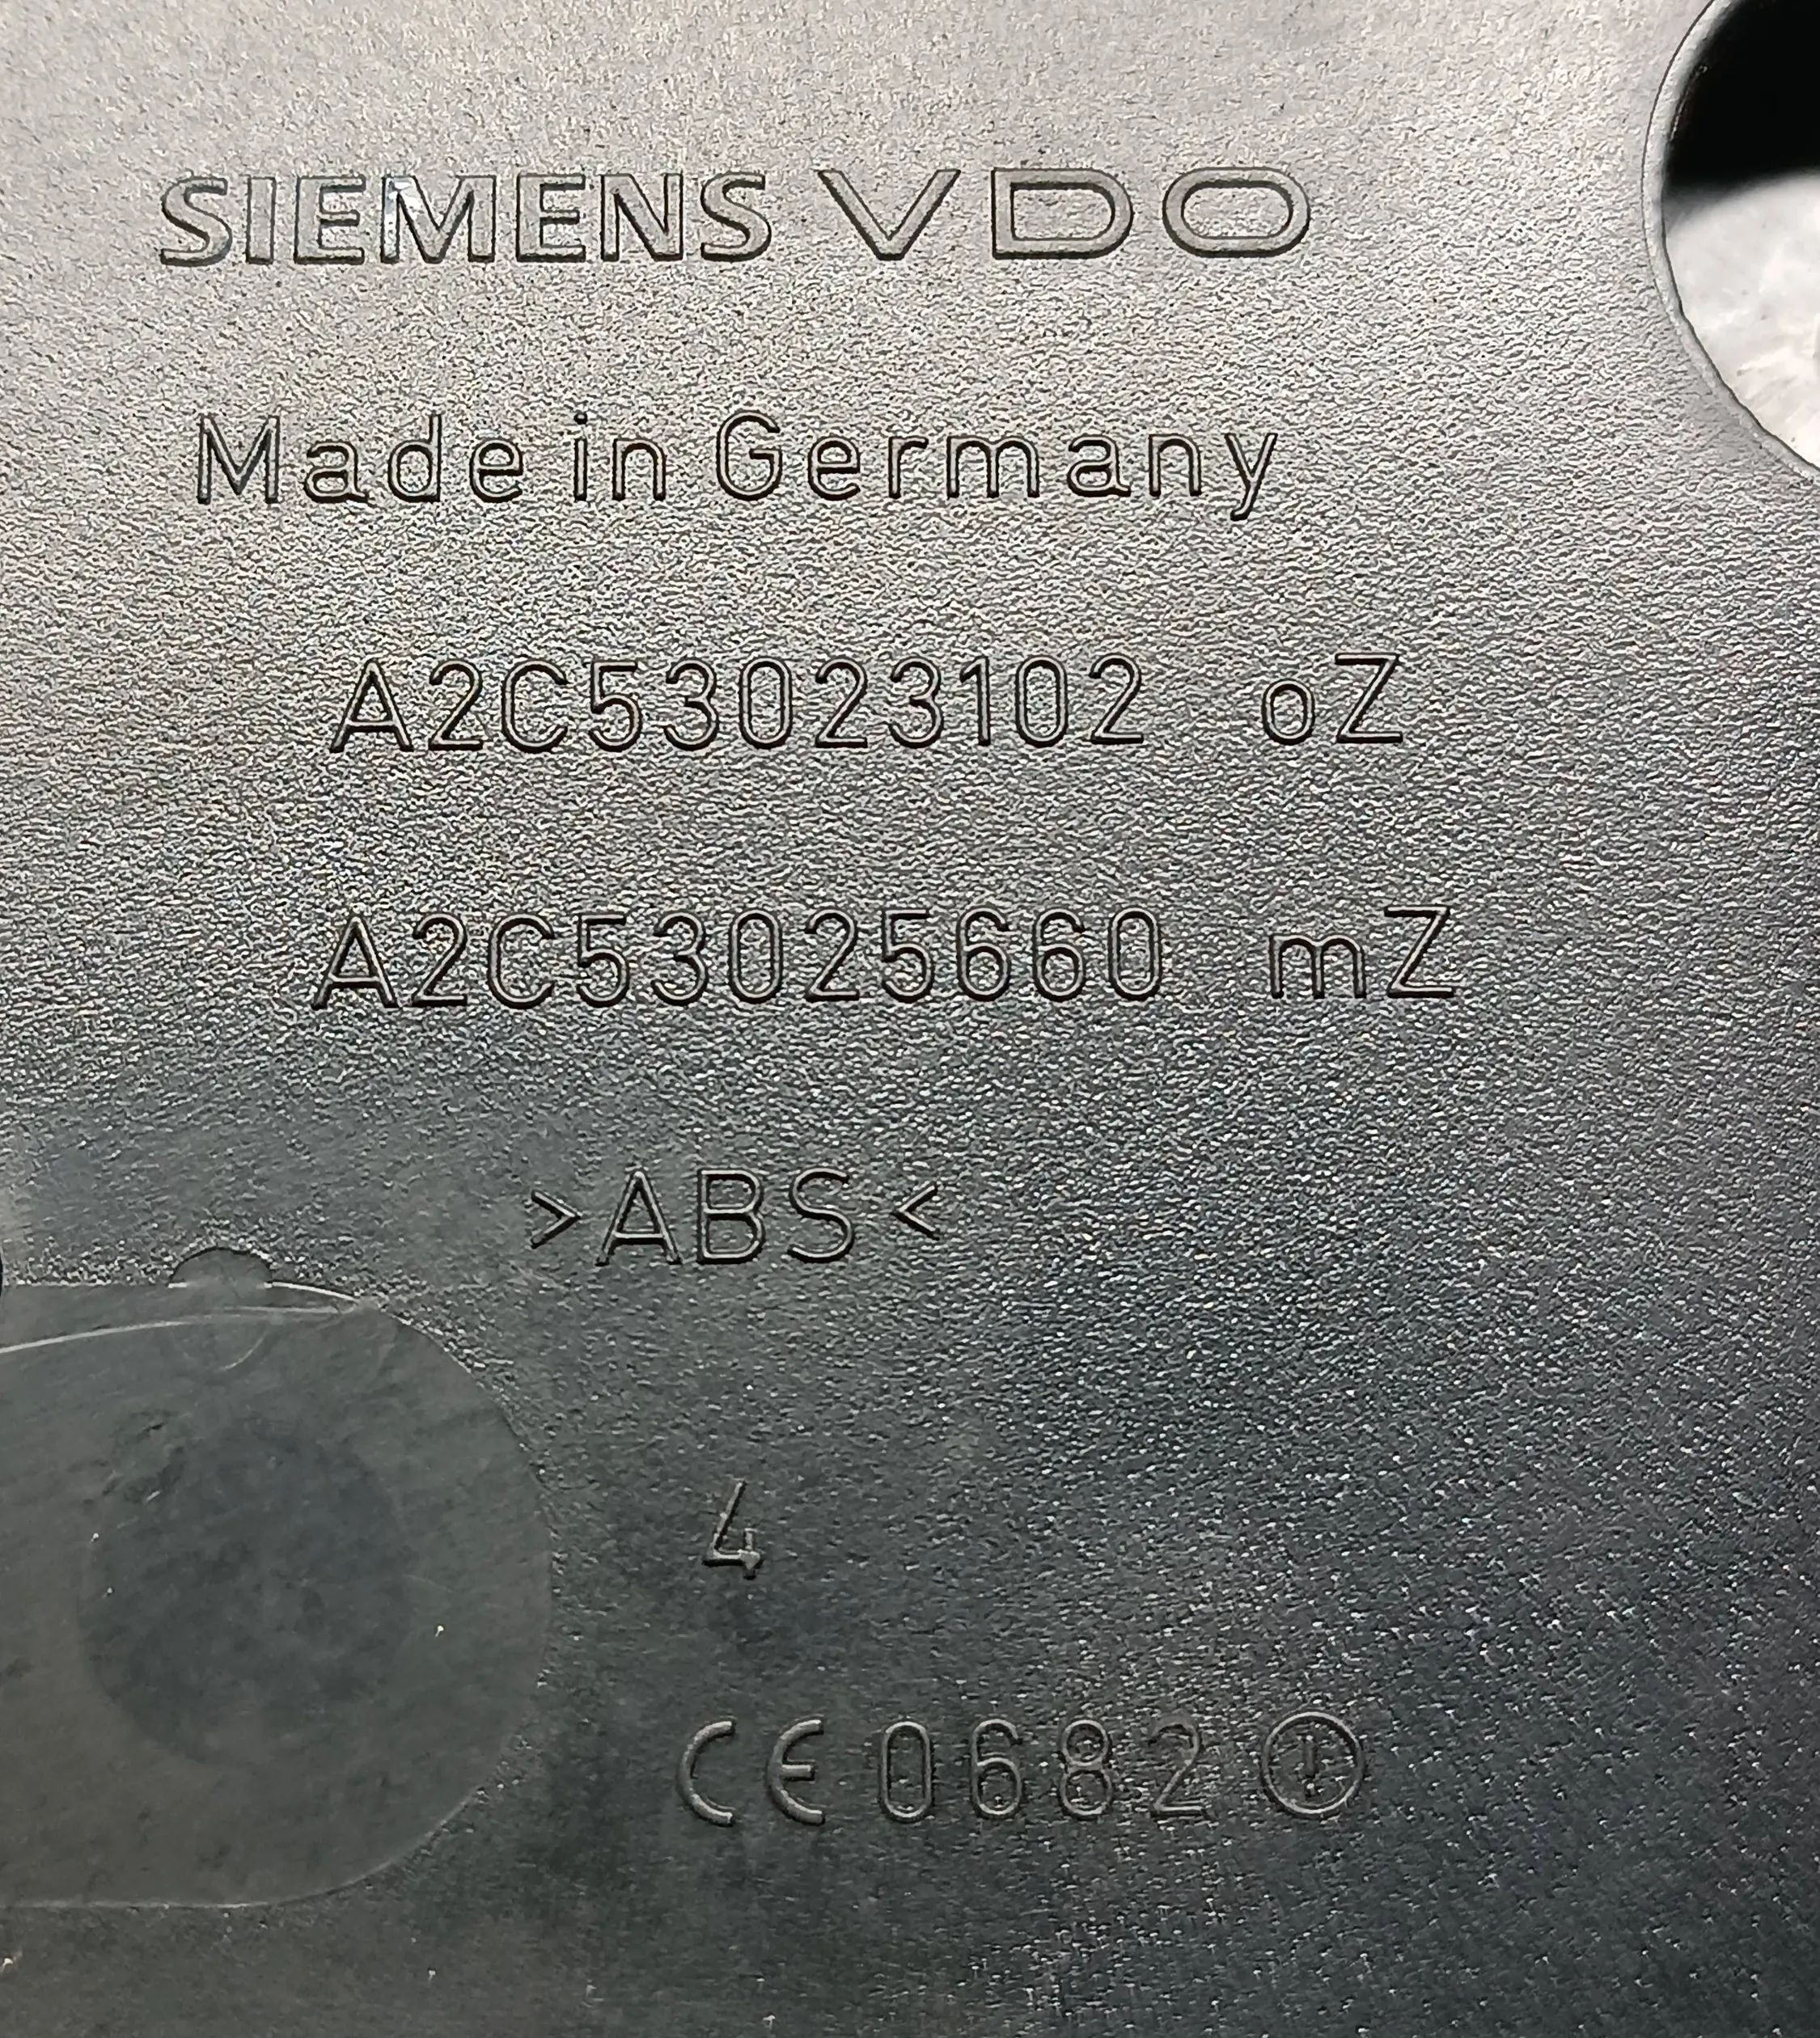 SIEMENS VDO
Made in Germany
A2C53023102 oZ
A2C53025660 mZ
>ABS<
4
CE 0682 !